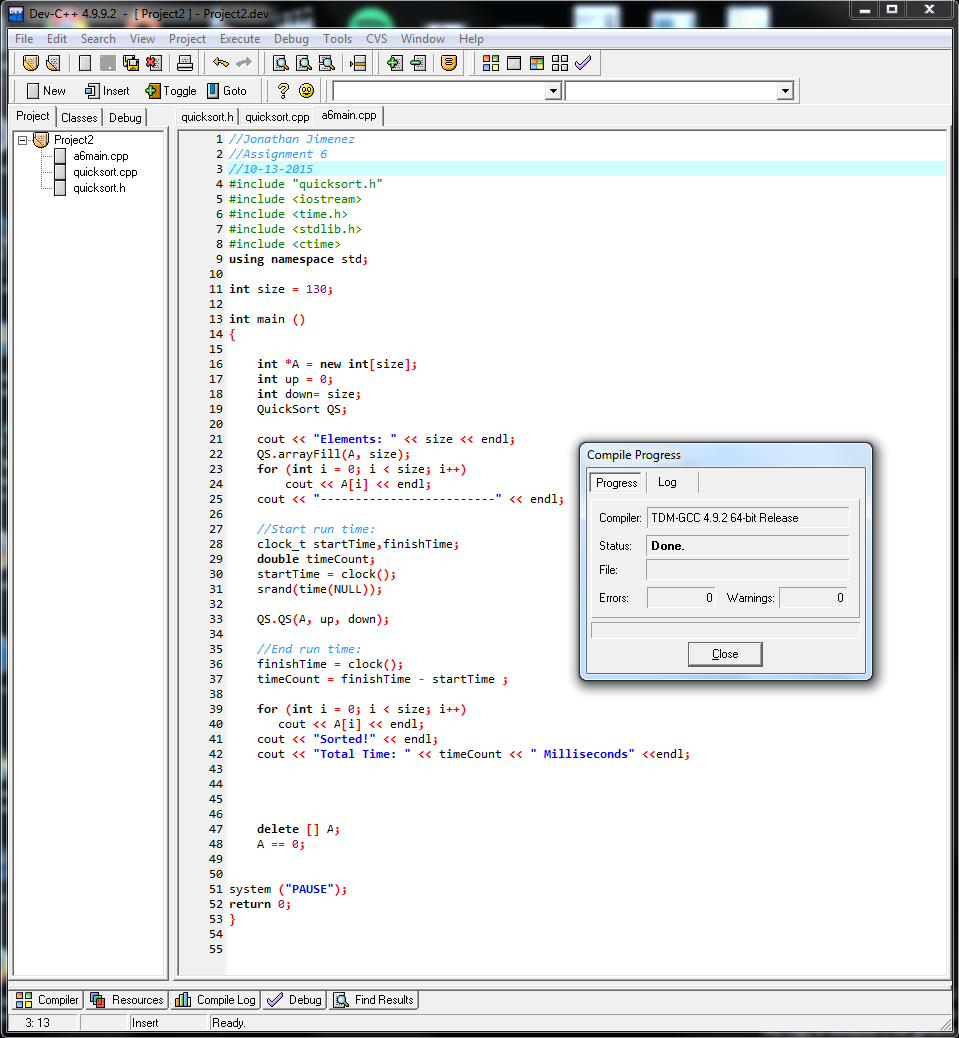 Dev-C++ 4.9.9.2 - [ Project2 ] - Project2.dev
File Edit Search View Project Execute Debug Tools CVS Window Help
New Insert Toggle Goto
Project Classes Debug
quicksort.h quicksort.cpp a6main.cpp
Project2
a6main.cpp
quicksort.cpp
quicksort.h
1 //Jonathan Jimenez
2 //Assignment 6
3 //10-13-2015
4 #include "quicksort.h"
5 #include <iostream>
6 #include <time.h>
7 #include <stdlib.h>
8 #include <ctime>
9 using namespace std;
10
11 int size = 130;
12
13 int main ()
14 {
15
16 int *A = new int[size];
17 int up = 0;
18 int down= size;
19 QuickSort QS;
20
21 cout << "Elements: " << size << endl;
22 QS.arrayFill(A, size);
23 for (int i = 0; i < size; i++)
24 cout << A[i] << endl;
25 cout << "-------------------------" << endl;
26
27 //Start run time:
28 clock_t startTime,finishTime;
29 double timeCount;
30 startTime = clock();
31 srand(time(NULL));
32
33 QS.QS(A, up, down);
34
35 //End run time:
36 finishTime = clock();
37 timeCount = finishTime - startTime ;
38
39 for (int i = 0; i < size; i++)
40 cout << A[i] << endl;
41 cout << "Sorted!" << endl;
42 cout << "Total Time: " << timeCount << " Milliseconds" <<endl;
43
44
45
46
47 delete [] A;
48 A == 0;
49
50
51 system ("PAUSE");
52 return 0;
53 }
54
55
Compile Progress
Progress Log
Compiler: TDM-GCC 4.9.2 64-bit Release
Status: Done.
File:
Errors: 0 Warnings: 0
Close
Compiler Resources Compile Log Debug Find Results
3: 13 Insert Ready.